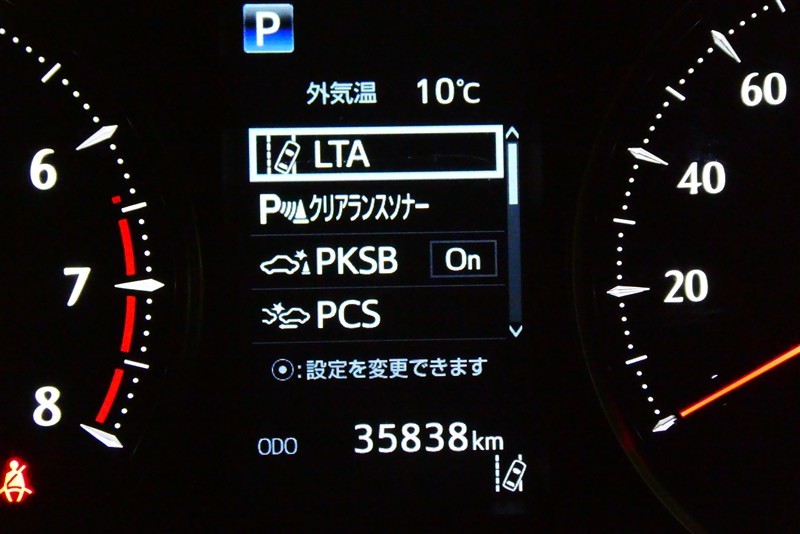 P
外気温 10℃
LTA
Pクリアランスソナー
PKSB On
PCS
:設定を変更できます
ODO 35838km
6
7
8
60
40
20